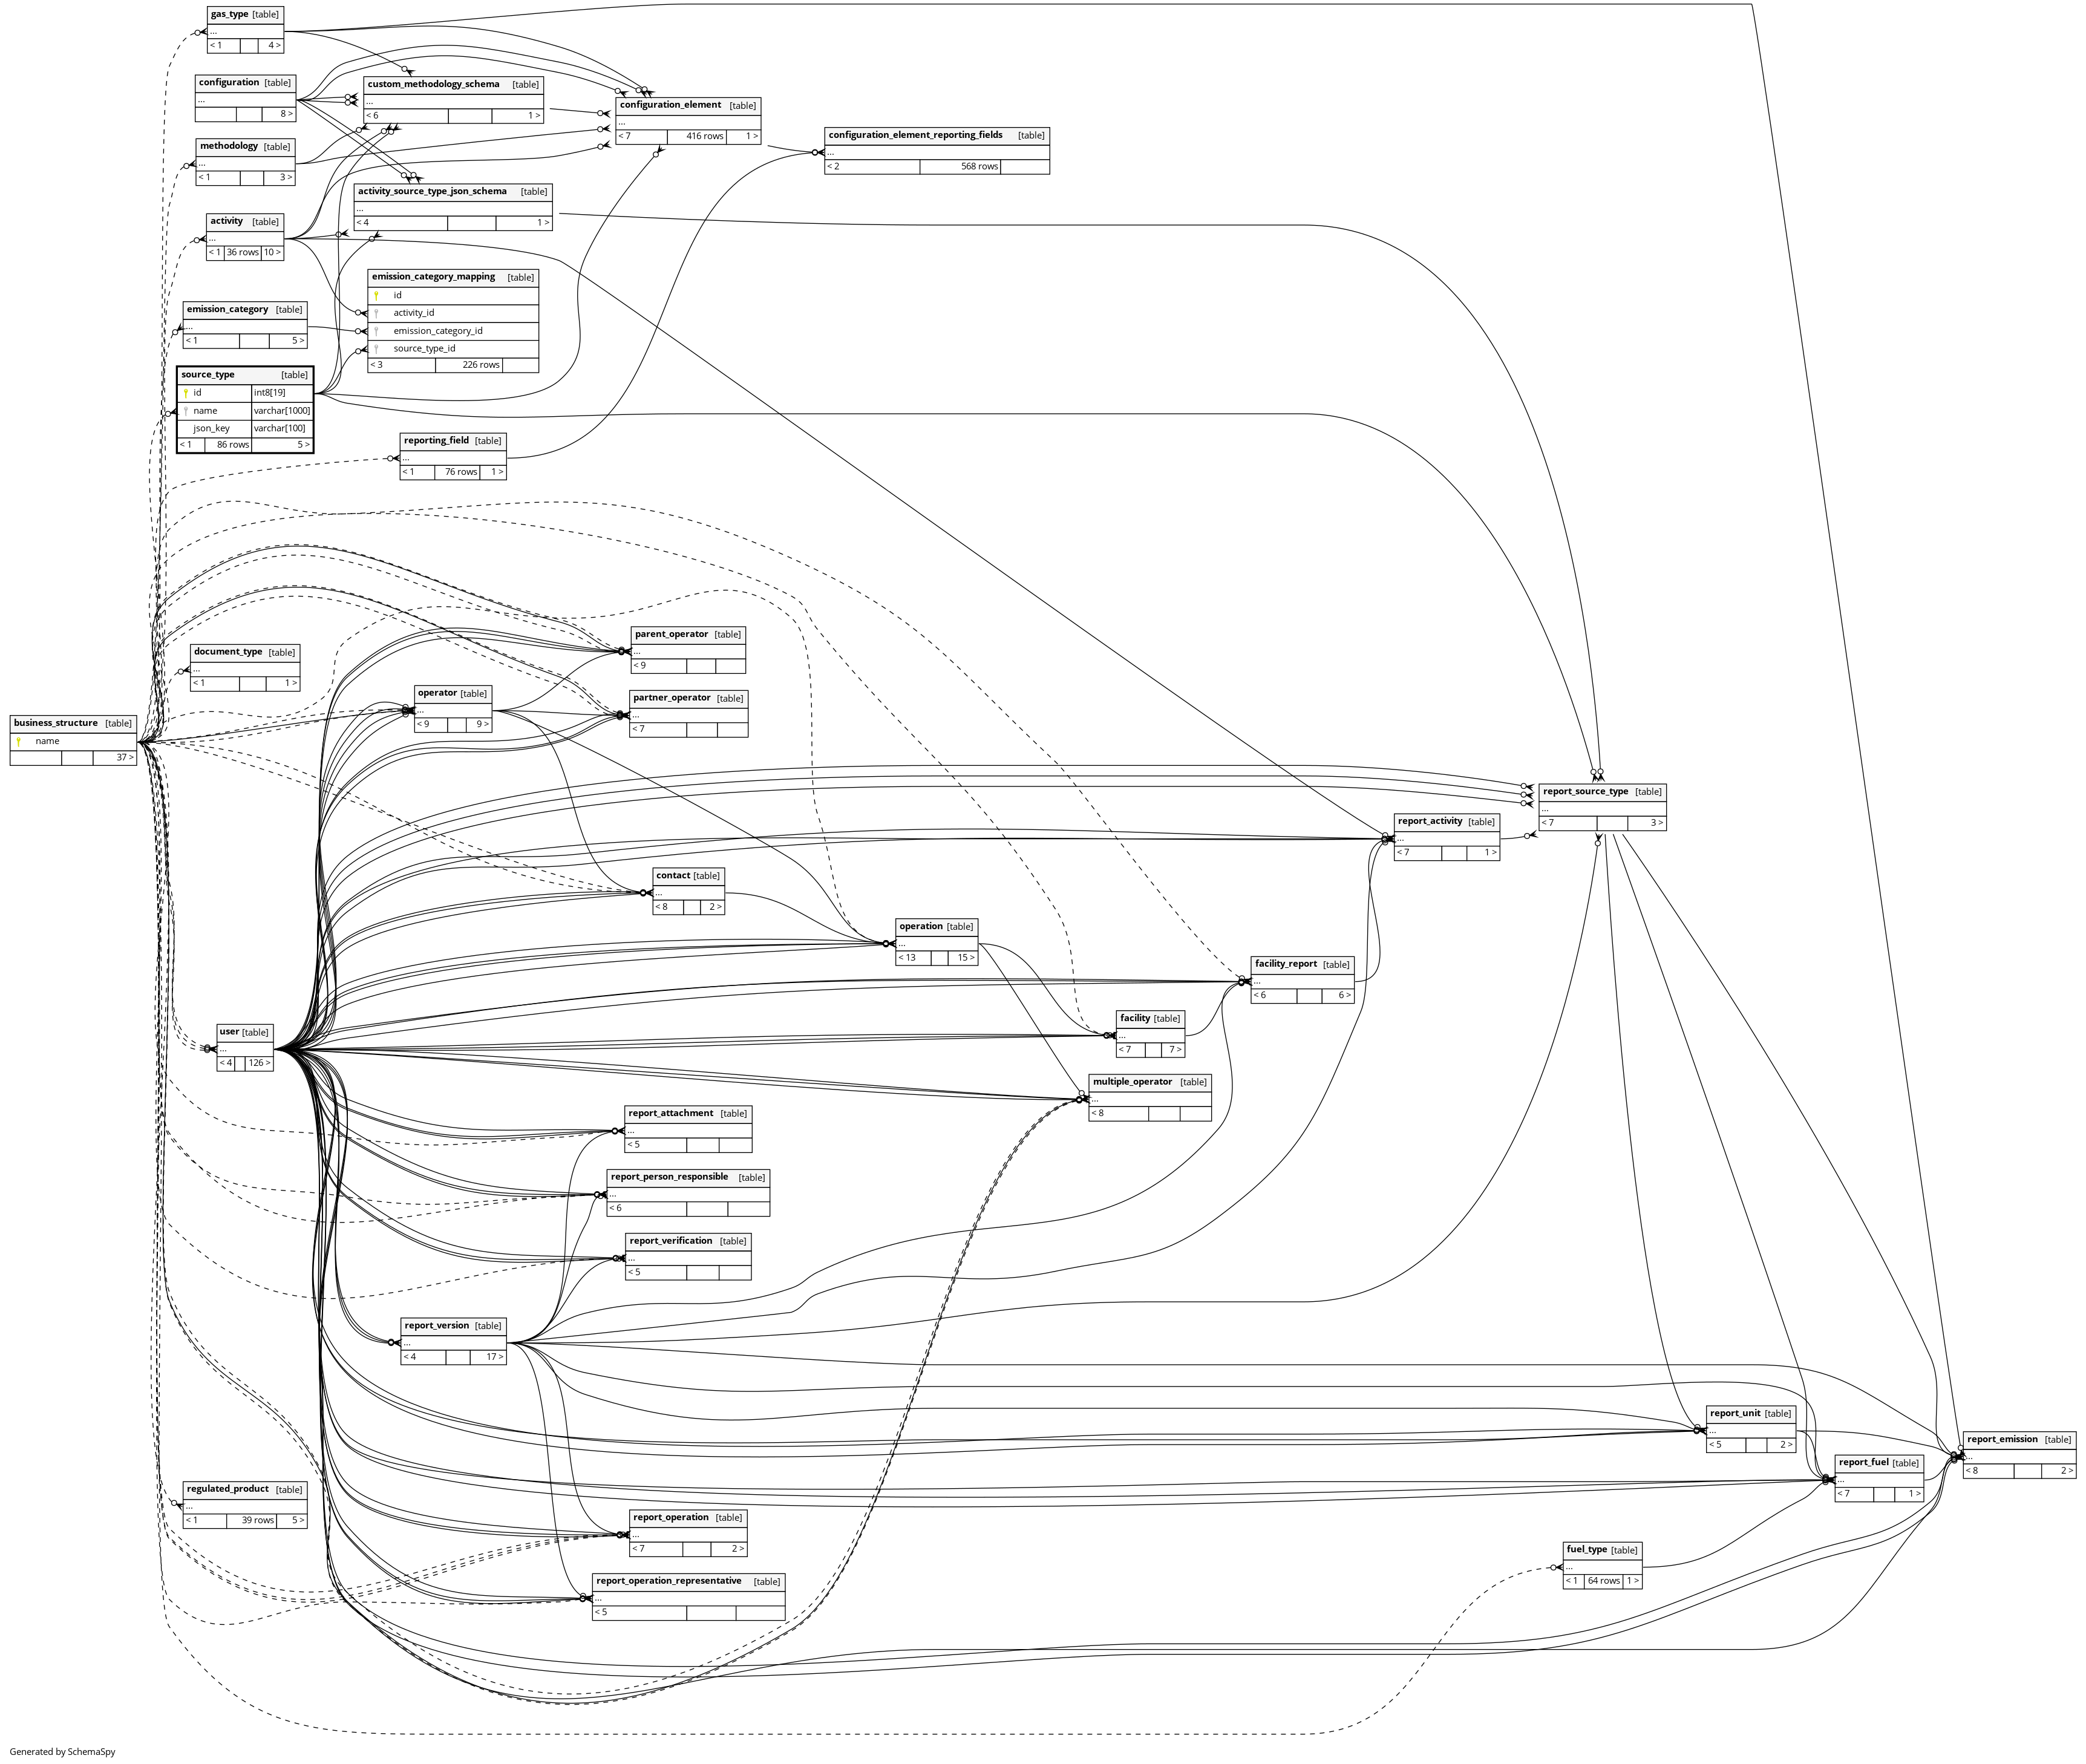 gas_type [table]
...
< 1 4 >
configuration [table]
...
8 >
custom_methodology_schema [table]
...
< 6 1 >
configuration_element [table]
...
< 7 416 rows 1 >
configuration_element_reporting_fields [table]
...
< 2 568 rows
methodology [table]
...
< 1 3 >
activity_source_type_json_schema [table]
...
< 4 1 >
activity [table]
...
< 1 36 rows 10 >
emission_category_mapping [table]
id
activity_id
emission_category_id
source_type_id
< 3 226 rows
emission_category [table]
...
< 1 5 >
source_type [table]
id int8[19]
name varchar[1000]
json_key varchar[100]
< 1 86 rows 5 >
reporting_field [table]
...
< 1 76 rows 1 >
parent_operator [table]
...
< 9
document_type [table]
...
< 1 1 >
operator [table]
...
< 9 9 >
partner_operator [table]
...
< 7
business_structure [table]
name
37 >
report_source_type [table]
...
< 7 3 >
report_activity [table]
...
< 7 1 >
contact [table]
...
< 8 2 >
operation [table]
...
< 13 15 >
facility_report [table]
...
< 6 6 >
facility [table]
...
< 7 7 >
user [table]
...
< 4 126 >
multiple_operator [table]
...
< 8
report_attachment [table]
...
< 5
report_person_responsible [table]
...
< 6
report_verification [table]
...
< 5
report_version [table]
...
< 4 17 >
report_unit [table]
...
< 5 2 >
report_emission [table]
...
< 8 2 >
report_fuel [table]
...
< 7 1 >
regulated_product [table]
...
< 1 39 rows 5 >
report_operation [table]
...
< 7 2 >
fuel_type [table]
...
< 1 64 rows 1 >
report_operation_representative [table]
...
< 5
Generated by SchemaSpy